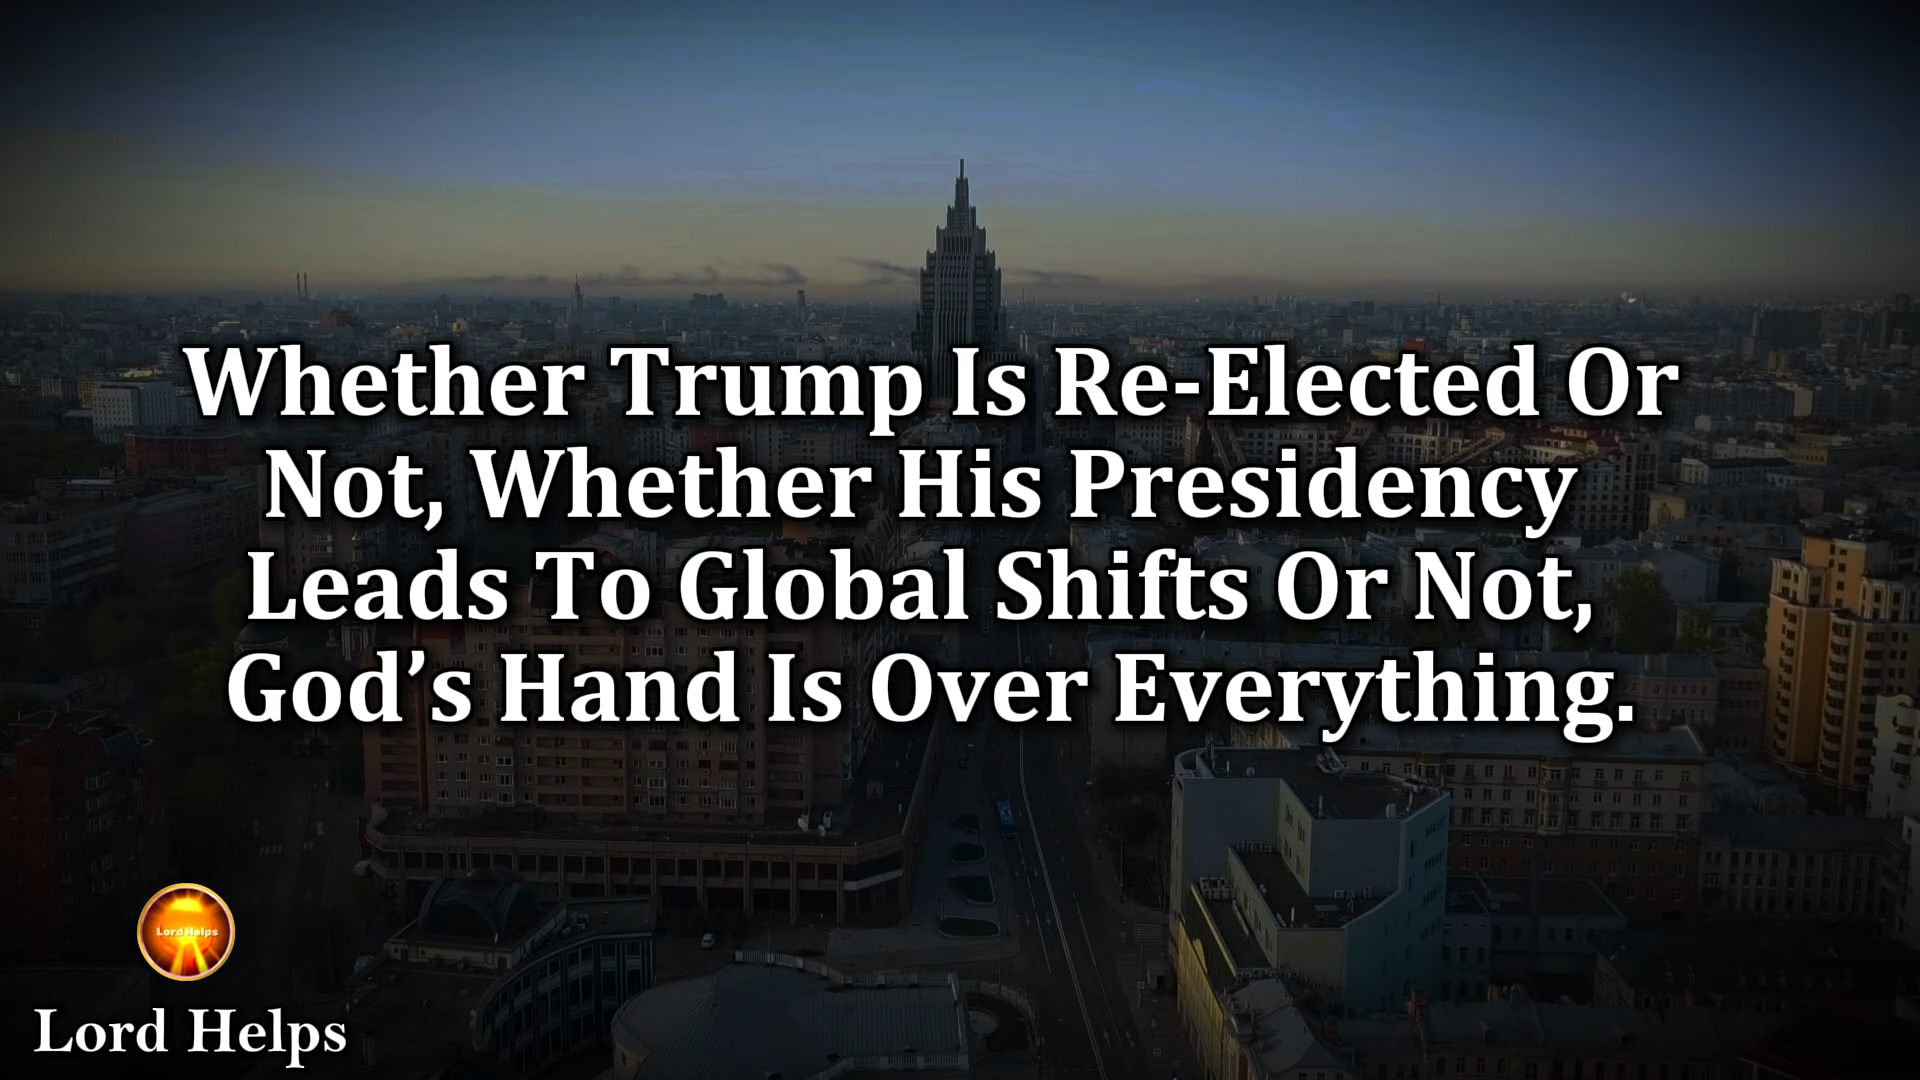 Whether Trump Is Re-Elected Or
Not, Whether His Presidency
Leads To Global Shifts Or Not,
God’s Hand Is Over Everything.
Lord Helps
Lord Helps